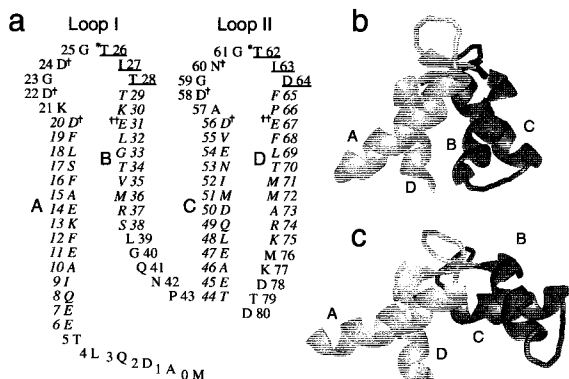 a
Loop I
Loop II
25 G *T 26
24 D† I 27
23 G T 28
22 D† T 29
21 K K 30
20 D† ††E 31
19 F L 32
18 L G 33
17 S T 34
16 F V 35
15 A M 36
14 E R 37
13 K S 38
12 F L 39
11 E G 40
10 A Q 41
9 I N 42
8 Q P 43
7 E
6 E
5 T
4 L 3 Q 2 D 1 A 0 M
A
B
61 G *T 62
60 N† I 63
59 G D 64
58 D† F 65
57 A P 66
56 D† ††E 67
55 V F 68
54 E L 69
53 N T 70
52 I M 71
51 M M 72
50 D A 73
49 Q R 74
48 L K 75
47 E M 76
46 A K 77
45 E D 78
44 T T 79
D 80
C
D
b
A
B
C
D
c
B
A
C
D